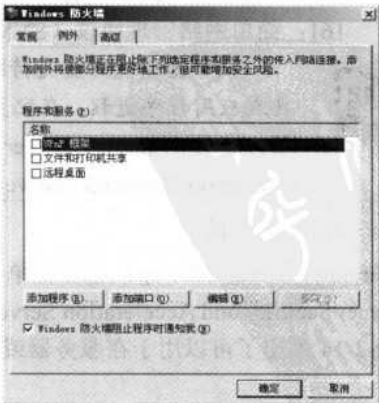 Windows 防火墙
常规 例外 高级
Windows 防火墙正在阻止除下列选定程序和服务之外的传入网络连接。添
加例外将使部分程序更好地工作，但可能增加安全风险。
程序和服务(P):
名称
UPnP 框架
文件和打印机共享
远程桌面
添加程序(R)... 添加端口(O)... 编辑(E)...
Windows 防火墙阻止程序时通知我(N)
确定 取消